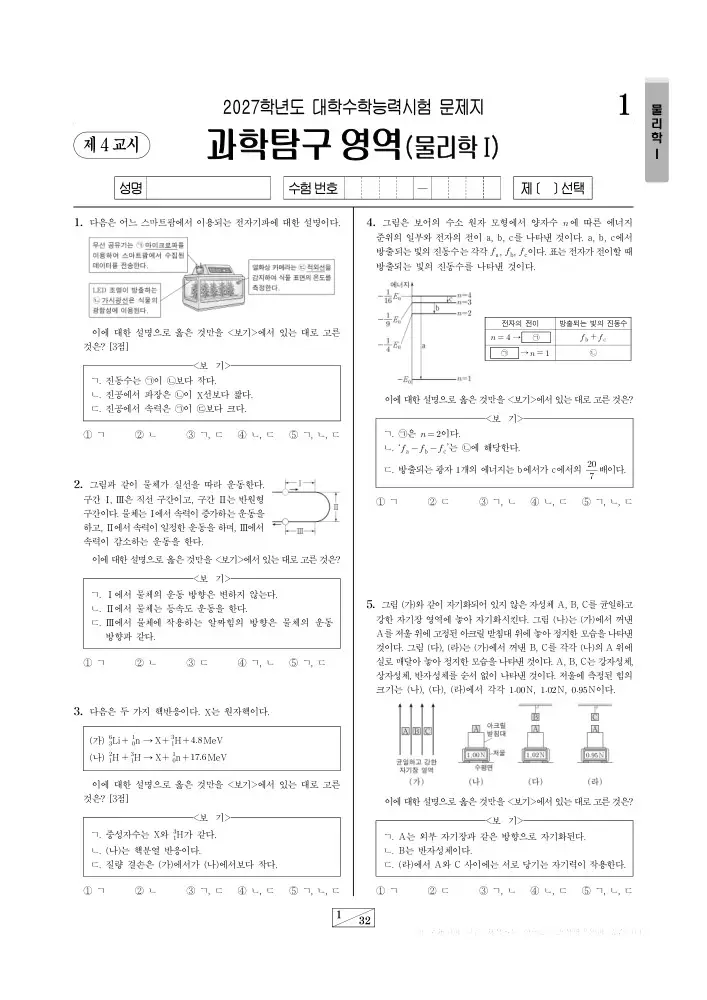 2027학년도 대학수학능력시험 문제지
1
제 4 교시
과학탐구 영역(물리학 Ⅰ)
물리학 Ⅰ
성명
수험 번호
—
제 [ ] 선택
1. 다음은 어느 스마트팜에서 이용되는 전자기파에 대한 설명이다.
무선 공유기는 ㉠ 마이크로파를
이용하여 스마트팜에서 수집된
데이터를 전송한다.
열화상 카메라는 ㉢ 적외선을
감지하여 식물 표면의 온도를
측정한다.
LED 조명이 방출하는
㉡ 가시광선은 식물의
광합성에 이용된다.
이에 대한 설명으로 옳은 것만을 <보기>에서 있는 대로 고른
것은? [3점]
<보 기>
ㄱ. 진동수는 ㉠이 ㉡보다 작다.
ㄴ. 진공에서 파장은 ㉡이 X선보다 짧다.
ㄷ. 진공에서 속력은 ㉠이 ㉢보다 크다.
① ㄱ ② ㄴ ③ ㄱ, ㄷ ④ ㄴ, ㄷ ⑤ ㄱ, ㄴ, ㄷ
2. 그림과 같이 물체가 실선을 따라 운동한다.
구간 Ⅰ, Ⅲ은 직선 구간이고, 구간 Ⅱ는 반원형
구간이다. 물체는 Ⅰ에서 속력이 증가하는 운동을
하고, Ⅱ에서 속력이 일정한 운동을 하며, Ⅲ에서
속력이 감소하는 운동을 한다.
Ⅰ
Ⅱ
Ⅲ
이에 대한 설명으로 옳은 것만을 <보기>에서 있는 대로 고른 것은?
<보 기>
ㄱ. Ⅰ에서 물체의 운동 방향은 변하지 않는다.
ㄴ. Ⅱ에서 물체는 등속도 운동을 한다.
ㄷ. Ⅲ에서 물체에 작용하는 알짜힘의 방향은 물체의 운동
방향과 같다.
① ㄱ ② ㄴ ③ ㄷ ④ ㄱ, ㄴ ⑤ ㄱ, ㄷ
3. 다음은 두 가지 핵반응이다. X는 원자핵이다.
(가) ⁶₃Li + ¹₀n → X + ³₁H + 4.8 MeV
(나) ²₁H + ³₁H → X + ¹₀n + 17.6 MeV
이에 대한 설명으로 옳은 것만을 <보기>에서 있는 대로 고른
것은? [3점]
<보 기>
ㄱ. 중성자수는 X와 ³₁H가 같다.
ㄴ. (나)는 핵분열 반응이다.
ㄷ. 질량 결손은 (가)에서가 (나)에서보다 작다.
① ㄱ ② ㄴ ③ ㄱ, ㄷ ④ ㄴ, ㄷ ⑤ ㄱ, ㄴ, ㄷ
4. 그림은 보어의 수소 원자 모형에서 양자수 n에 따른 에너지
준위의 일부와 전자의 전이 a, b, c를 나타낸 것이다. a, b, c에서
방출되는 빛의 진동수는 각각 fₐ, f_b, f_c이다. 표는 전자가 전이할 때
방출되는 빛의 진동수를 나타낸 것이다.
에너지
-1/16 E₀ n=4
c n=3
-1/9 E₀ b n=2
-1/4 E₀
a
-E₀ n=1
전자의 전이 방출되는 빛의 진동수
n = 4 → ㉠ f_b + f_c
㉠ → n = 1 ㉡
이에 대한 설명으로 옳은 것만을 <보기>에서 있는 대로 고른 것은?
<보 기>
ㄱ. ㉠은 n = 2이다.
ㄴ. ‘fₐ - f_b - f_c’는 ㉡에 해당한다.
ㄷ. 방출되는 광자 1개의 에너지는 b에서가 c에서의 20/7 배이다.
① ㄱ ② ㄷ ③ ㄱ, ㄴ ④ ㄴ, ㄷ ⑤ ㄱ, ㄴ, ㄷ
5. 그림 (가)와 같이 자기화되어 있지 않은 자성체 A, B, C를 균일하고
강한 자기장 영역에 놓아 자기화시킨다. 그림 (나)는 (가)에서 꺼낸
A를 저울 위에 고정된 아크릴 받침대 위에 놓아 정지한 모습을 나타낸
것이다. 그림 (다), (라)는 (가)에서 꺼낸 B, C를 각각 (나)의 A 위에
실로 매달아 놓아 정지한 모습을 나타낸 것이다. A, B, C는 강자성체,
상자성체, 반자성체를 순서 없이 나타낸 것이다. 저울에 측정된 힘의
크기는 (나), (다), (라)에서 각각 1.00N, 1.02N, 0.95N이다.
A B C
균일하고 강한
자기장 영역
(가)
A
아크릴
받침대
저울
1.00N
수평면
(나)
B
A
1.02N
(다)
C
A
0.95N
(라)
이에 대한 설명으로 옳은 것만을 <보기>에서 있는 대로 고른 것은?
<보 기>
ㄱ. A는 외부 자기장과 같은 방향으로 자기화된다.
ㄴ. B는 반자성체이다.
ㄷ. (라)에서 A와 C 사이에는 서로 당기는 자기력이 작용한다.
① ㄱ ② ㄷ ③ ㄱ, ㄴ ④ ㄴ, ㄷ ⑤ ㄱ, ㄴ, ㄷ
1
32